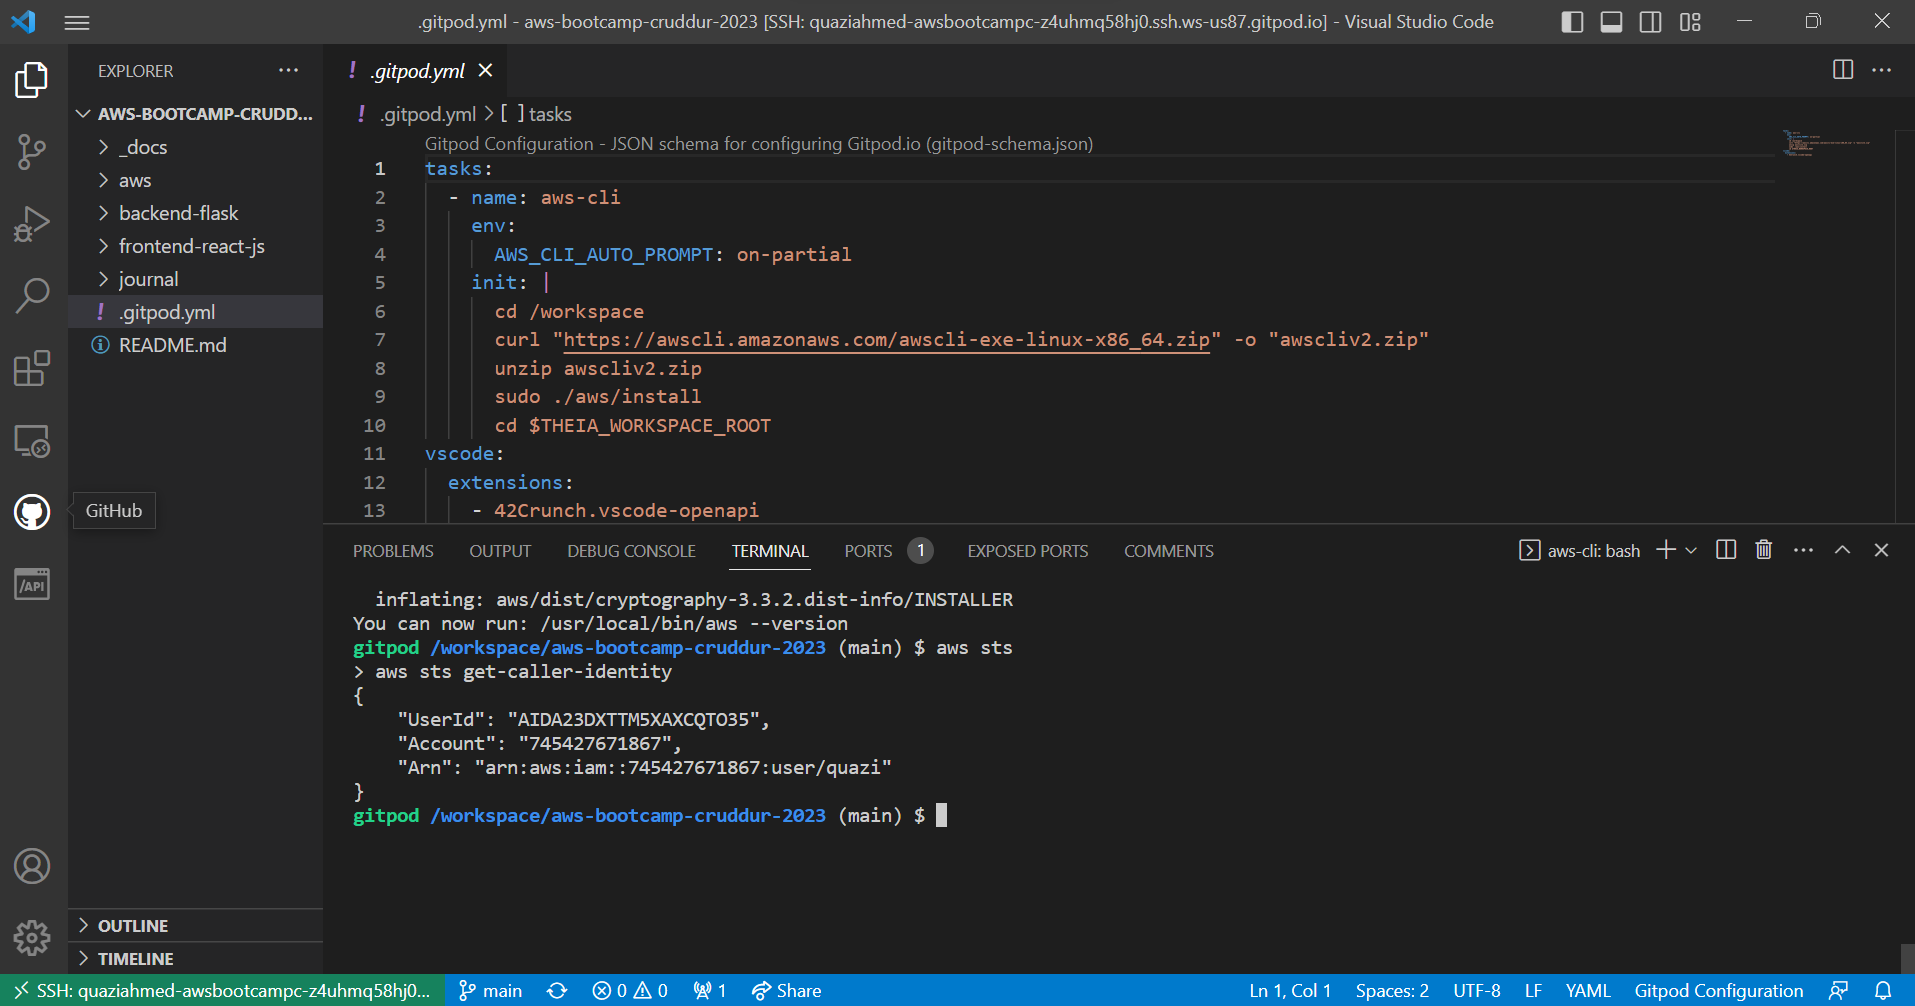 .gitpod.yml - aws-bootcamp-cruddur-2023 [SSH: quaziahmed-awsbootcampc-z4uhmq58hj0.ssh.ws-us87.gitpod.io] - Visual Studio Code
EXPLORER
AWS-BOOTCAMP-CRUDD...
_docs
aws
backend-flask
frontend-react-js
journal
! .gitpod.yml
README.md
GitHub
/API
OUTLINE
TIMELINE
! .gitpod.yml
! .gitpod.yml > [ ] tasks
Gitpod Configuration - JSON schema for configuring Gitpod.io (gitpod-schema.json)
1 tasks:
2 - name: aws-cli
3 env:
4 AWS_CLI_AUTO_PROMPT: on-partial
5 init: |
6 cd /workspace
7 curl "https://awscli.amazonaws.com/awscli-exe-linux-x86_64.zip" -o "awscliv2.zip"
8 unzip awscliv2.zip
9 sudo ./aws/install
10 cd $THEIA_WORKSPACE_ROOT
11 vscode:
12 extensions:
13 - 42Crunch.vscode-openapi
PROBLEMS OUTPUT DEBUG CONSOLE TERMINAL PORTS 1 EXPOSED PORTS COMMENTS aws-cli: bash
inflating: aws/dist/cryptography-3.3.2.dist-info/INSTALLER
You can now run: /usr/local/bin/aws --version
gitpod /workspace/aws-bootcamp-cruddur-2023 (main) $ aws sts
> aws sts get-caller-identity
{
"UserId": "AIDA23DXTTM5XAXCQTO35",
"Account": "745427671867",
"Arn": "arn:aws:iam::745427671867:user/quazi"
}
gitpod /workspace/aws-bootcamp-cruddur-2023 (main) $
SSH: quaziahmed-awsbootcampc-z4uhmq58hj0... main 0 0 1 Share Ln 1, Col 1 Spaces: 2 UTF-8 LF YAML Gitpod Configuration